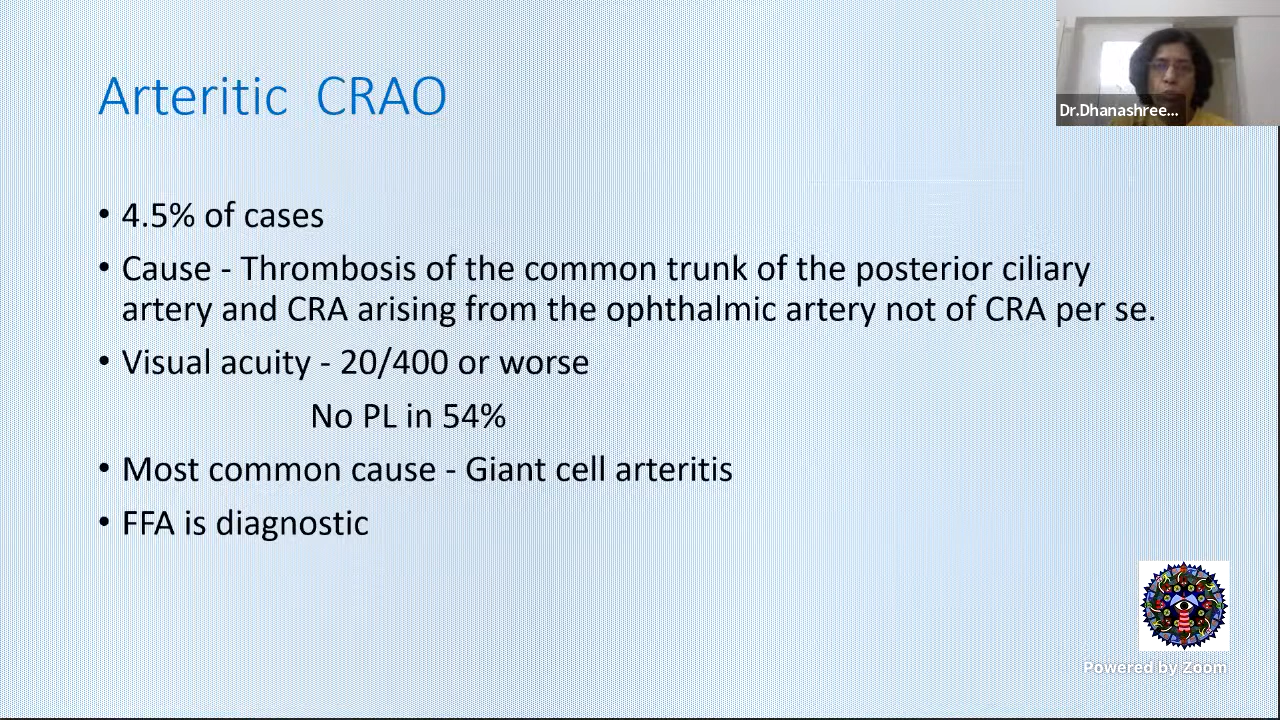 Arteritic CRAO
Dr.Dhanashree...
• 4.5% of cases
• Cause - Thrombosis of the common trunk of the posterior ciliary
artery and CRA arising from the ophthalmic artery not of CRA per se.
• Visual acuity - 20/400 or worse
No PL in 54%
• Most common cause - Giant cell arteritis
• FFA is diagnostic
Powered by Zoom